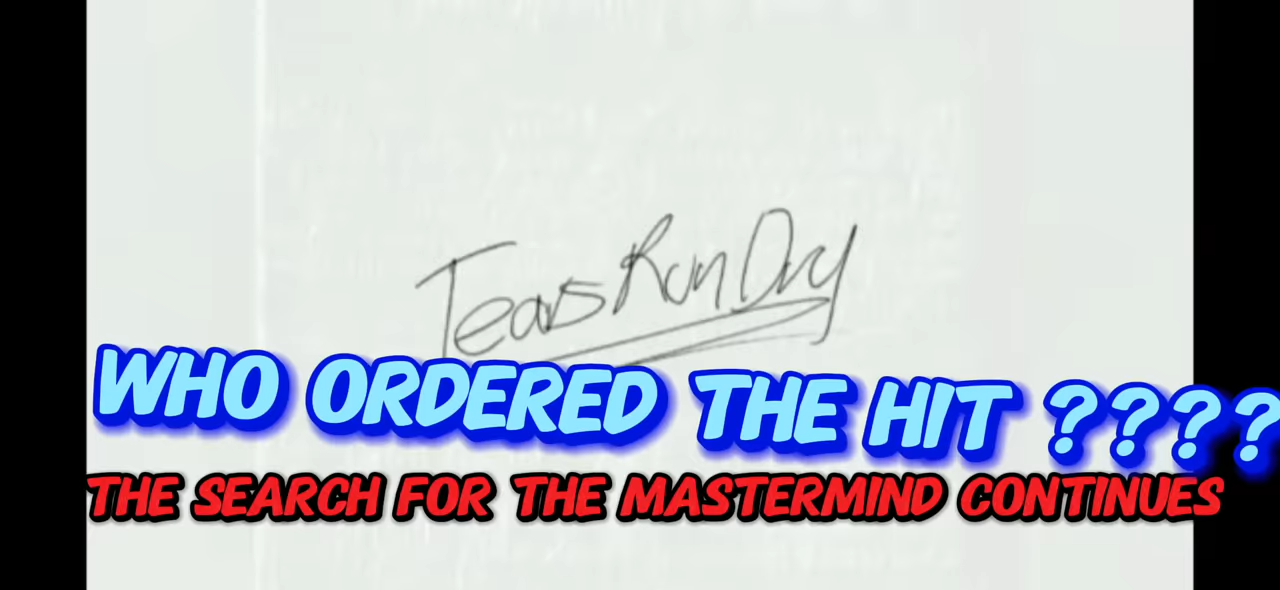 Tears Run Dry
WHO ORDERED THE HIT ????
THE SEARCH FOR THE MASTERMIND CONTINUES